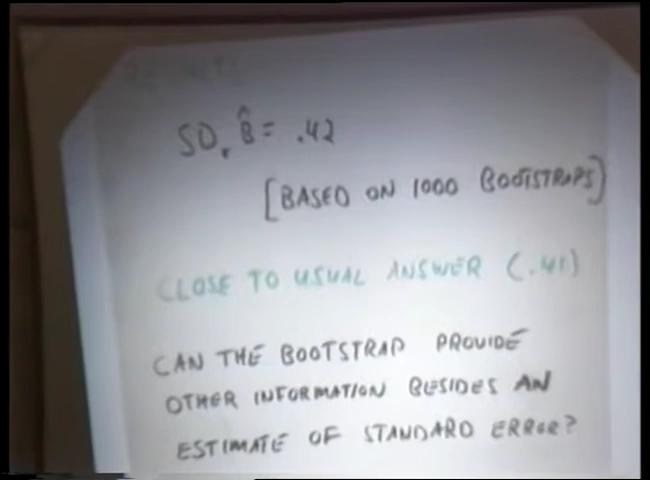 SD, B̂ = .42
[BASED ON 1000 BOOTSTRAPS]
CLOSE TO USUAL ANSWER (.41)
CAN THE BOOTSTRAP PROVIDE
OTHER INFORMATION BESIDES AN
ESTIMATE OF STANDARD ERROR?